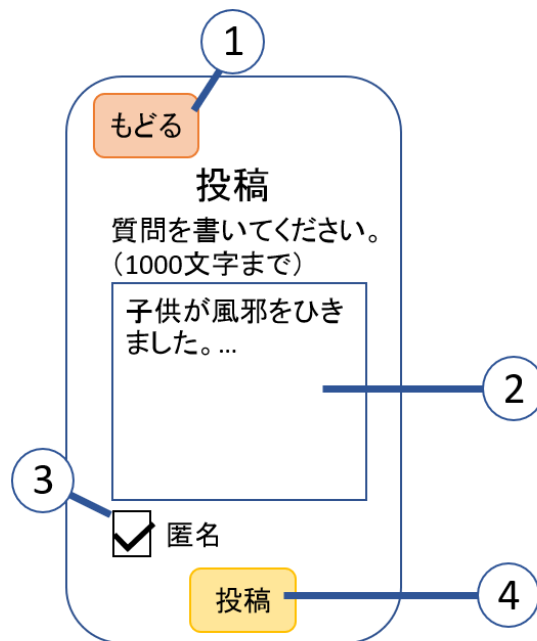 1
もどる
投稿
質問を書いてください。
（1000文字まで）
子供が風邪をひき
ました。...
2
3
匿名
投稿
4